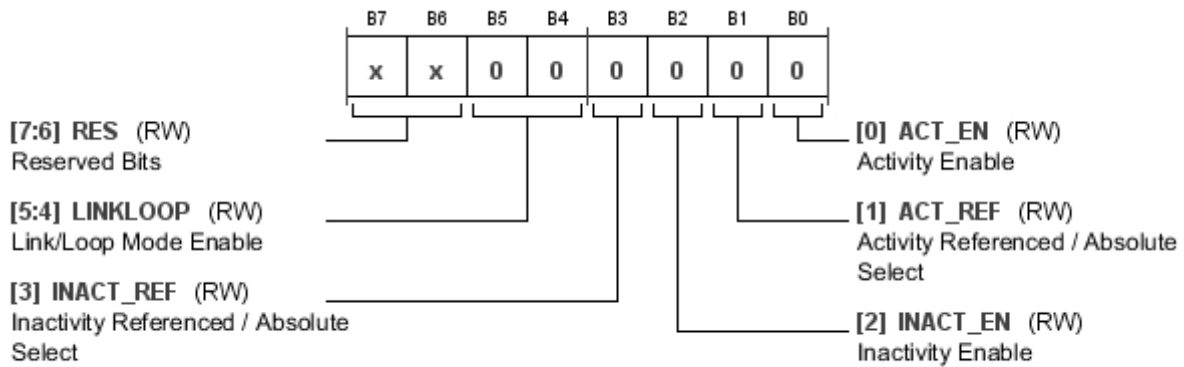 B7 B6 B5 B4 B3 B2 B1 B0
x x 0 0 0 0 0 0
[7:6] RES (RW)
Reserved Bits
[5:4] LINKLOOP (RW)
Link/Loop Mode Enable
[3] INACT_REF (RW)
Inactivity Referenced / Absolute
Select
[0] ACT_EN (RW)
Activity Enable
[1] ACT_REF (RW)
Activity Referenced / Absolute
Select
[2] INACT_EN (RW)
Inactivity Enable